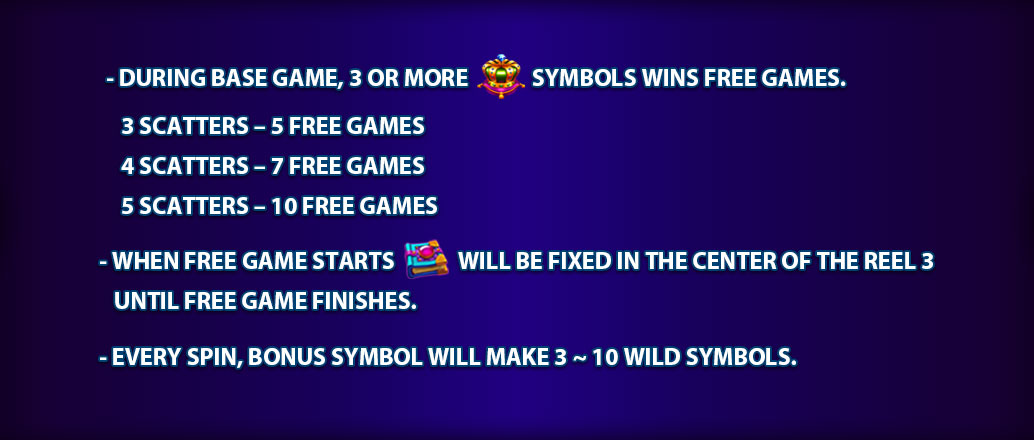 - DURING BASE GAME, 3 OR MORE SYMBOLS WINS FREE GAMES.
3 SCATTERS – 5 FREE GAMES
4 SCATTERS – 7 FREE GAMES
5 SCATTERS – 10 FREE GAMES
- WHEN FREE GAME STARTS WILL BE FIXED IN THE CENTER OF THE REEL 3
UNTIL FREE GAME FINISHES.
- EVERY SPIN, BONUS SYMBOL WILL MAKE 3 ~ 10 WILD SYMBOLS.